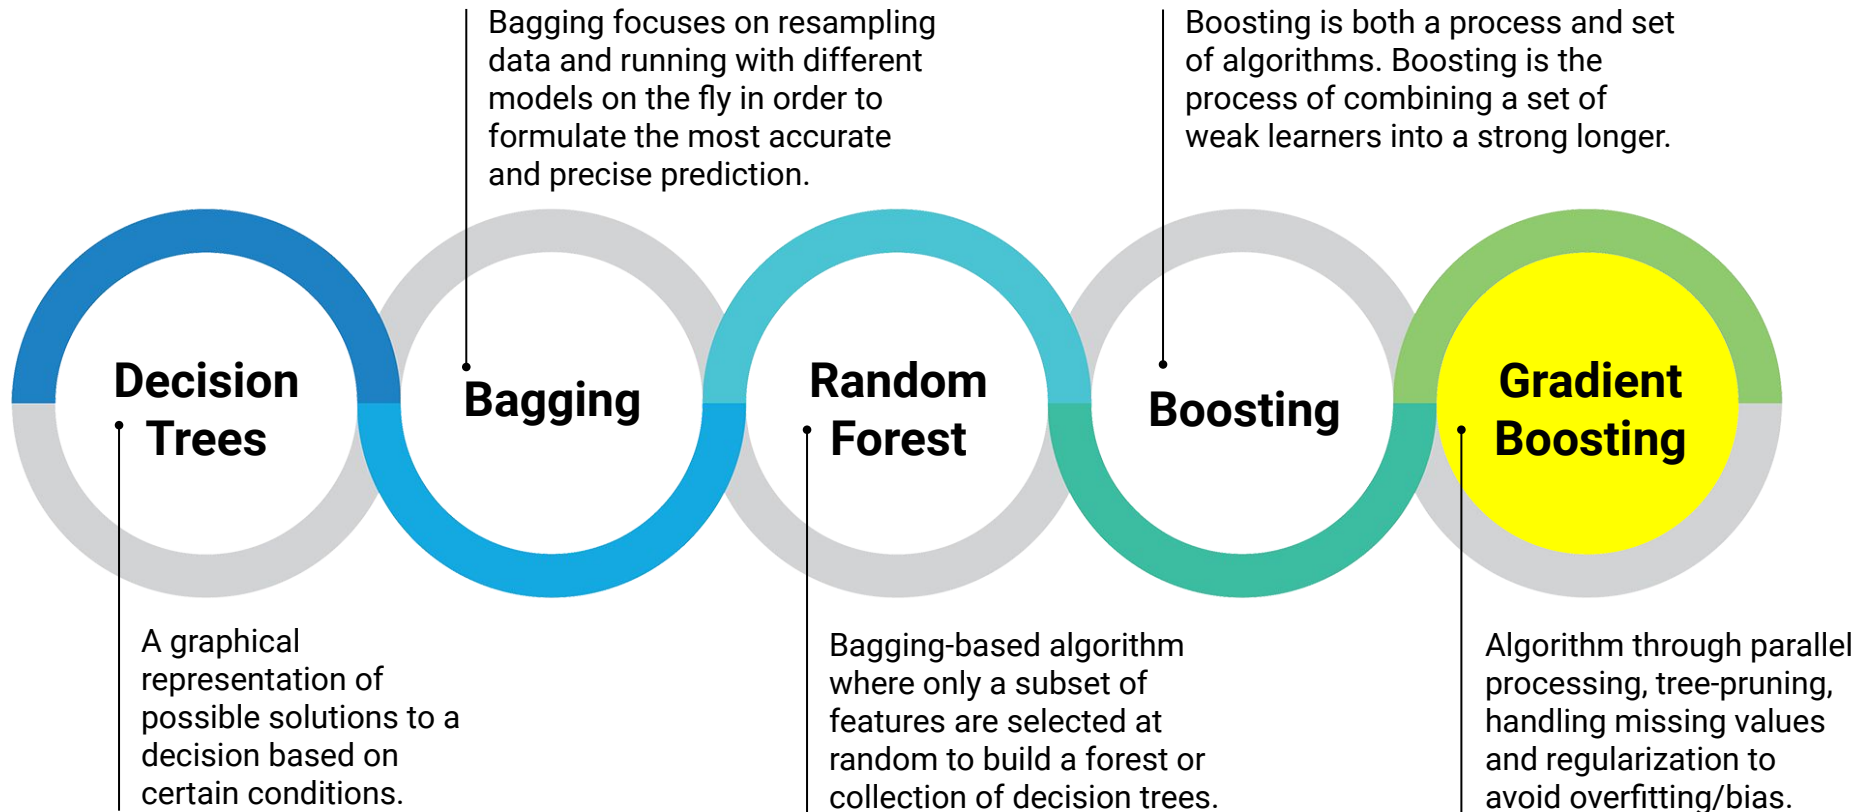 Bagging focuses on resampling
data and running with different
models on the fly in order to
formulate the most accurate
and precise prediction.
Boosting is both a process and set
of algorithms. Boosting is the
process of combining a set of
weak learners into a strong longer.
Decision
Trees
Bagging
Random
Forest
Boosting
Gradient
Boosting
A graphical
representation of
possible solutions to a
decision based on
certain conditions.
Bagging-based algorithm
where only a subset of
features are selected at
random to build a forest or
collection of decision trees.
Algorithm through parallel
processing, tree-pruning,
handling missing values
and regularization to
avoid overfitting/bias.